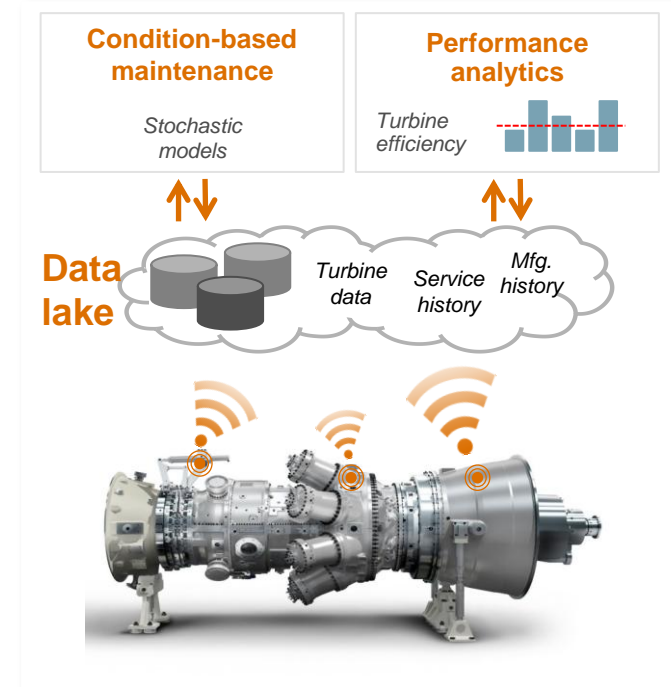 Condition-based
maintenance
Stochastic
models
Performance
analytics
Turbine
efficiency
Data
lake
Turbine
data
Service
history
Mfg.
history